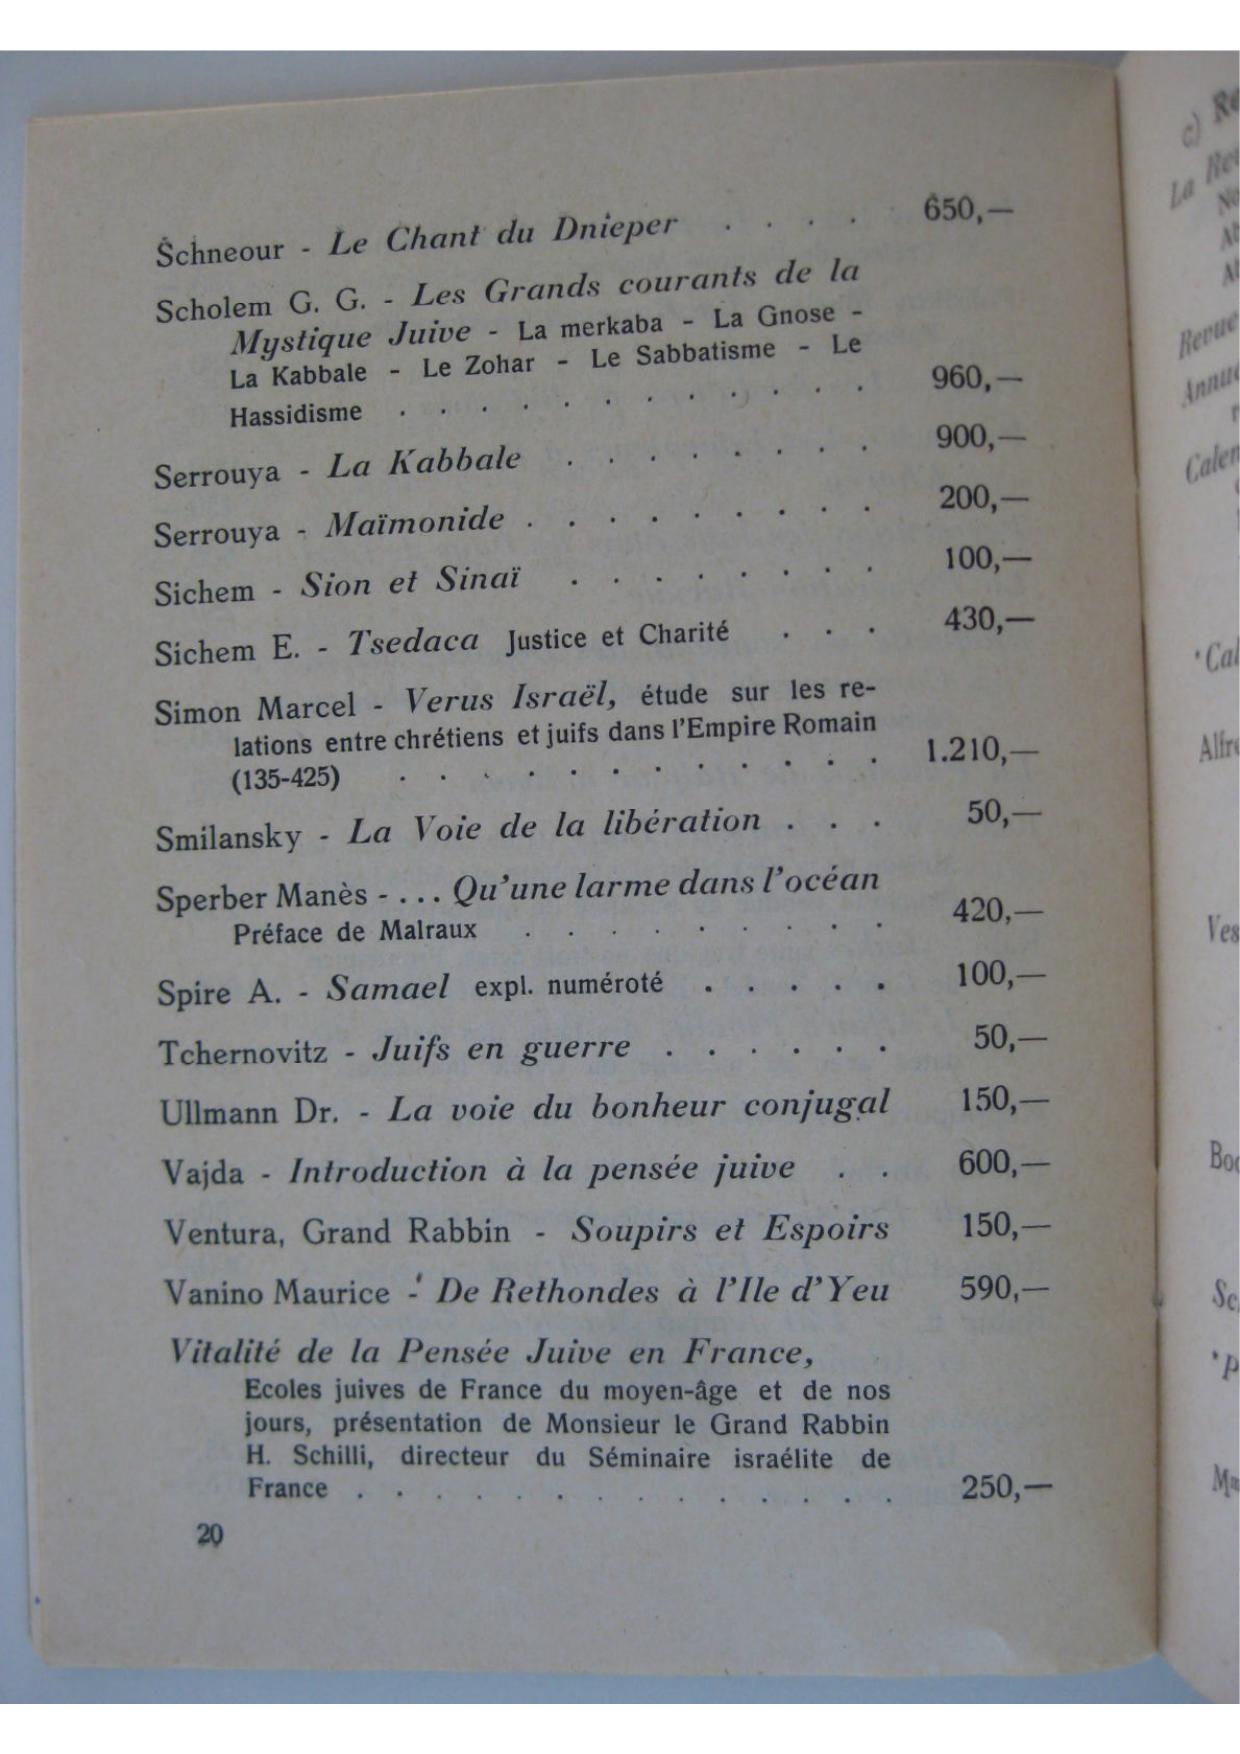 Schneour - Le Chant du Dnieper . . . . 650,—
Scholem G. G. - Les Grands courants de la
Mystique Juive - La merkaba - La Gnose -
La Kabbale - Le Zohar - Le Sabbatisme - Le
Hassidisme . . . . . . . . . . . . 960,—
Serrouya - La Kabbale . . . . . . . . 900,—
Serrouya - Maïmonide . . . . . . . . . 200,—
Sichem - Sion et Sinaï . . . . . . . . 100,—
Sichem E. - Tsedaca Justice et Charité . . . 430,—
Simon Marcel - Verus Israël, étude sur les re-
lations entre chrétiens et juifs dans l'Empire Romain
(135-425) . . . . . . . . . . . . 1.210,—
Smilansky - La Voie de la libération . . . 50,—
Sperber Manès - ... Qu'une larme dans l'océan
Préface de Malraux . . . . . . . . . 420,—
Spire A. - Samael expl. numéroté . . . . . 100,—
Tchernovitz - Juifs en guerre . . . . . . 50,—
Ullmann Dr. - La voie du bonheur conjugal 150,—
Vajda - Introduction à la pensée juive . . 600,—
Ventura, Grand Rabbin - Soupirs et Espoirs 150,—
Vanino Maurice - De Rethondes à l'Ile d'Yeu 590,—
Vitalité de la Pensée Juive en France,
Ecoles juives de France du moyen-âge et de nos
jours, présentation de Monsieur le Grand Rabbin
H. Schilli, directeur du Séminaire israélite de
France . . . . . . . . . . . . . . 250,—
20
c)
La
Revue